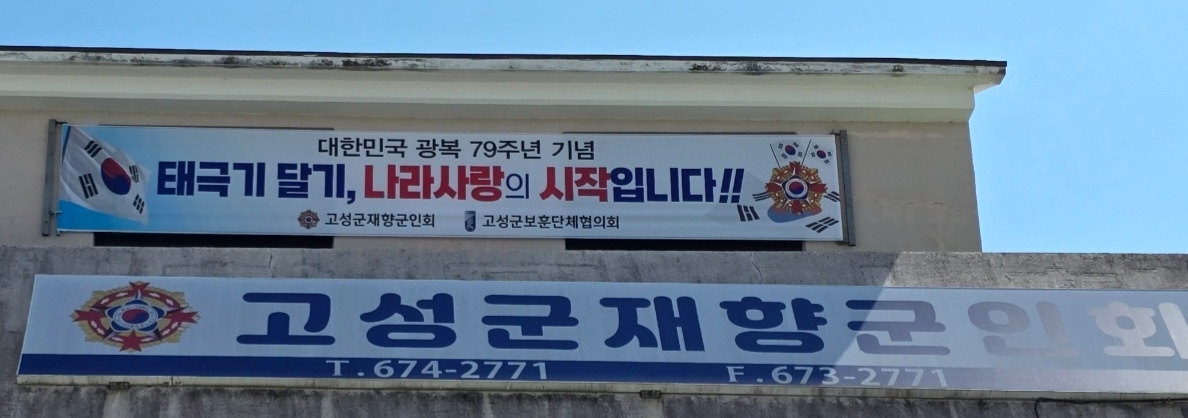 대한민국 광복 79주년 기념
태극기 달기, 나라사랑의 시작입니다!!
고성군재향군인회 고성군보훈단체협의회
고성군재향군인회
T.674-2771 F.673-2771